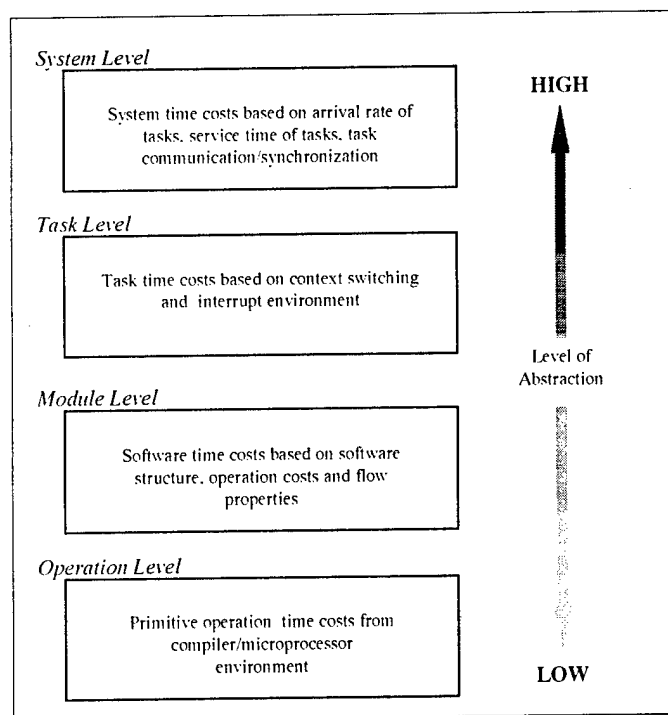 System Level
System time costs based on arrival rate of
tasks, service time of tasks, task
communication/synchronization
HIGH
Task Level
Task time costs based on context switching
and interrupt environment
Level of
Abstraction
Module Level
Software time costs based on software
structure, operation costs and flow
properties
Operation Level
Primitive operation time costs from
compiler/microprocessor
environment
LOW